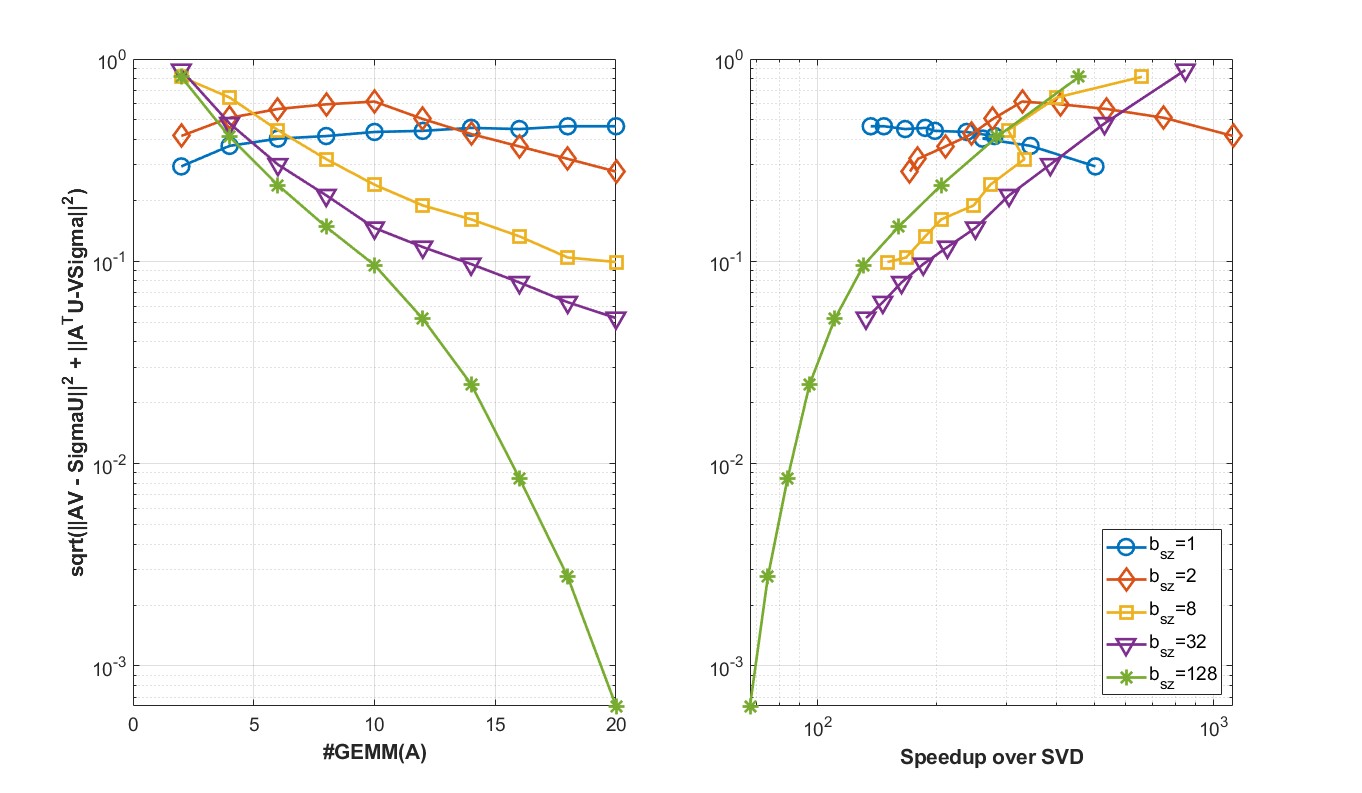 10^0
10^-1
10^-2
10^-3
0
5
10
15
20
#GEMM(A)
sqrt(||AV - SigmaU||^2 + ||A^T U-VSigma||^2)
10^0
10^-1
10^-2
10^-3
10^2
10^3
Speedup over SVD
b_sz=1
b_sz=2
b_sz=8
b_sz=32
b_sz=128